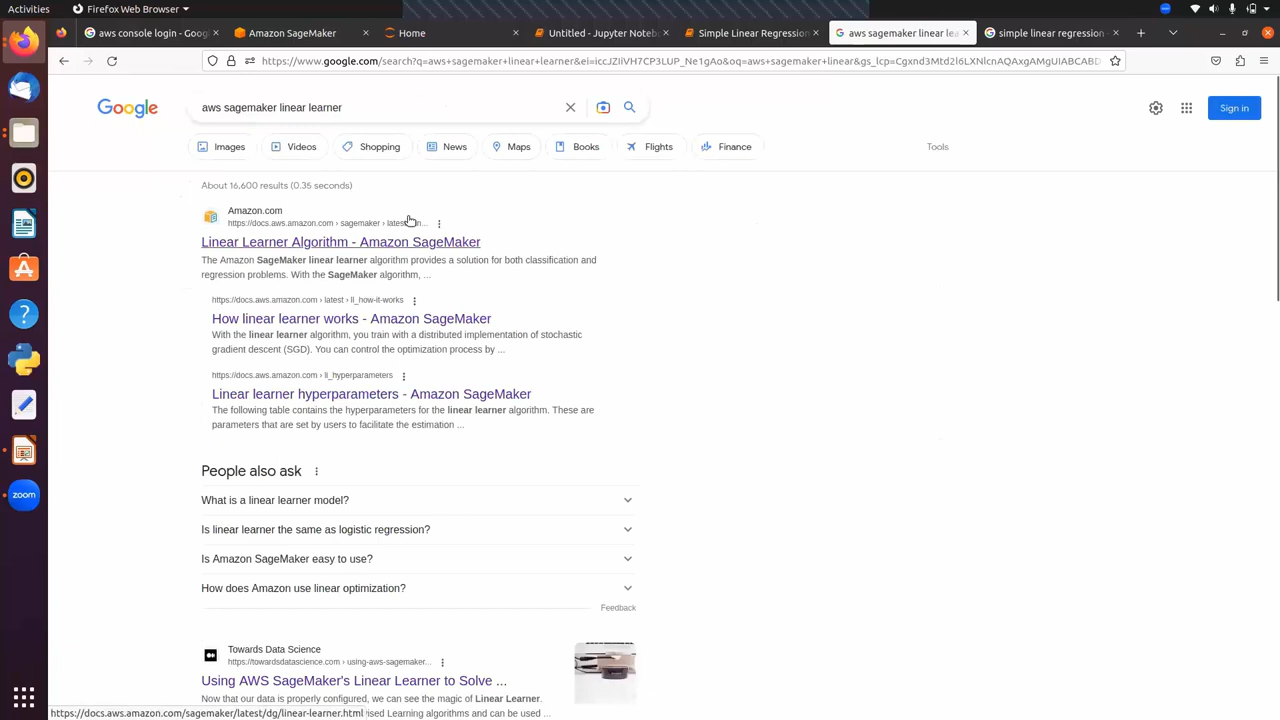 Activities
Firefox Web Browser
aws console login - Goog
Amazon SageMaker
Home
Untitled - Jupyter Noteb
Simple Linear Regression
aws sagemaker linear lea
simple linear regression -
https://www.google.com/search?q=aws+sagemaker+linear+learner&ei=iccJZIiVH7CP3LUP_Ne1gAo&oq=aws+sagemaker+linear&gs_lcp=Cgxnd3Mtd2l6LXNlcnAQAxgAMgUIABCABD
Google
aws sagemaker linear learner
Sign in
Images
Videos
Shopping
News
Maps
Books
Flights
Finance
Tools
About 16,600 results (0.35 seconds)
Amazon.com
https://docs.aws.amazon.com › sagemaker › latest
Linear Learner Algorithm - Amazon SageMaker
The Amazon SageMaker linear learner algorithm provides a solution for both classification and
regression problems. With the SageMaker algorithm, ...
https://docs.aws.amazon.com › latest › li_how-it-works
How linear learner works - Amazon SageMaker
With the linear learner algorithm, you train with a distributed implementation of stochastic
gradient descent (SGD). You can control the optimization process by ...
https://docs.aws.amazon.com › li_hyperparameters
Linear learner hyperparameters - Amazon SageMaker
The following table contains the hyperparameters for the linear learner algorithm. These are
parameters that are set by users to facilitate the estimation ...
People also ask
What is a linear learner model?
Is linear learner the same as logistic regression?
Is Amazon SageMaker easy to use?
How does Amazon use linear optimization?
Feedback
Towards Data Science
https://towardsdatascience.com › using-aws-sagemaker...
Using AWS SageMaker's Linear Learner to Solve ...
Now that our data is properly configured, we can see the magic of Linear Learner.
https://docs.aws.amazon.com/sagemaker/latest/dg/linear-learner.html
ised Learning algorithms and can be used ...
zoom